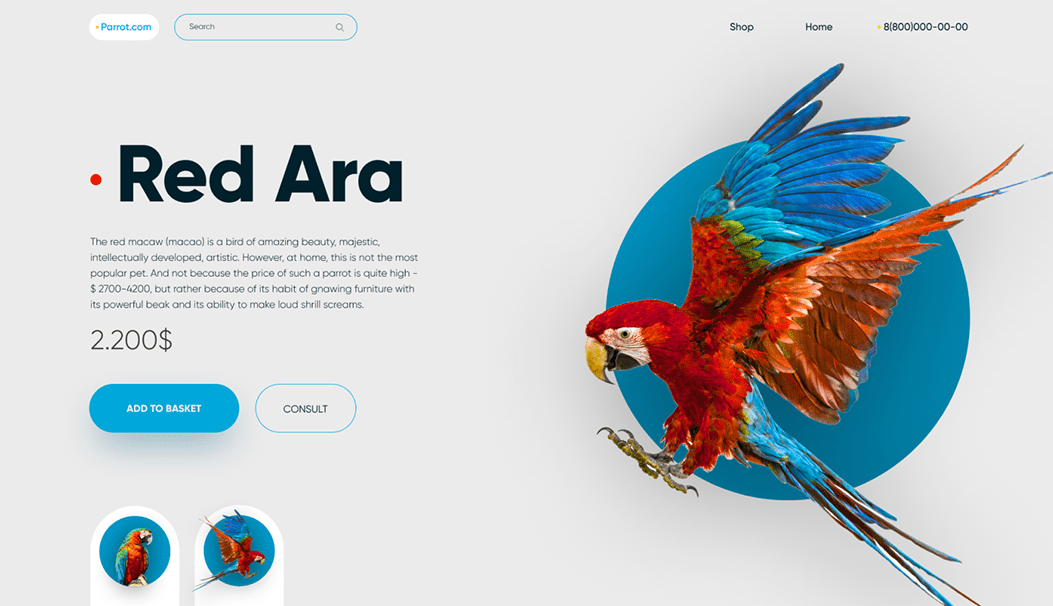 Parrot.com
Search
Shop
Home
8(800)000-00-00
Red Ara
The red macaw (macao) is a bird of amazing beauty, majestic,
intellectually developed, artistic. However, at home, this is not the most
popular pet. And not because the price of such a parrot is quite high -
$ 2700-4200, but rather because of its habit of gnawing furniture with
its powerful beak and its ability to make loud shrill screams.
2.200$
ADD TO BASKET
CONSULT